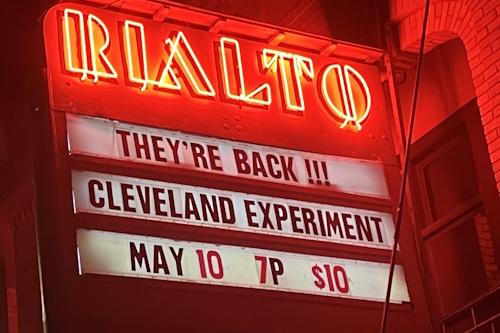 RIALTO
THEY'RE BACK !!!
CLEVELAND EXPERIMENT
MAY 10 7P $10